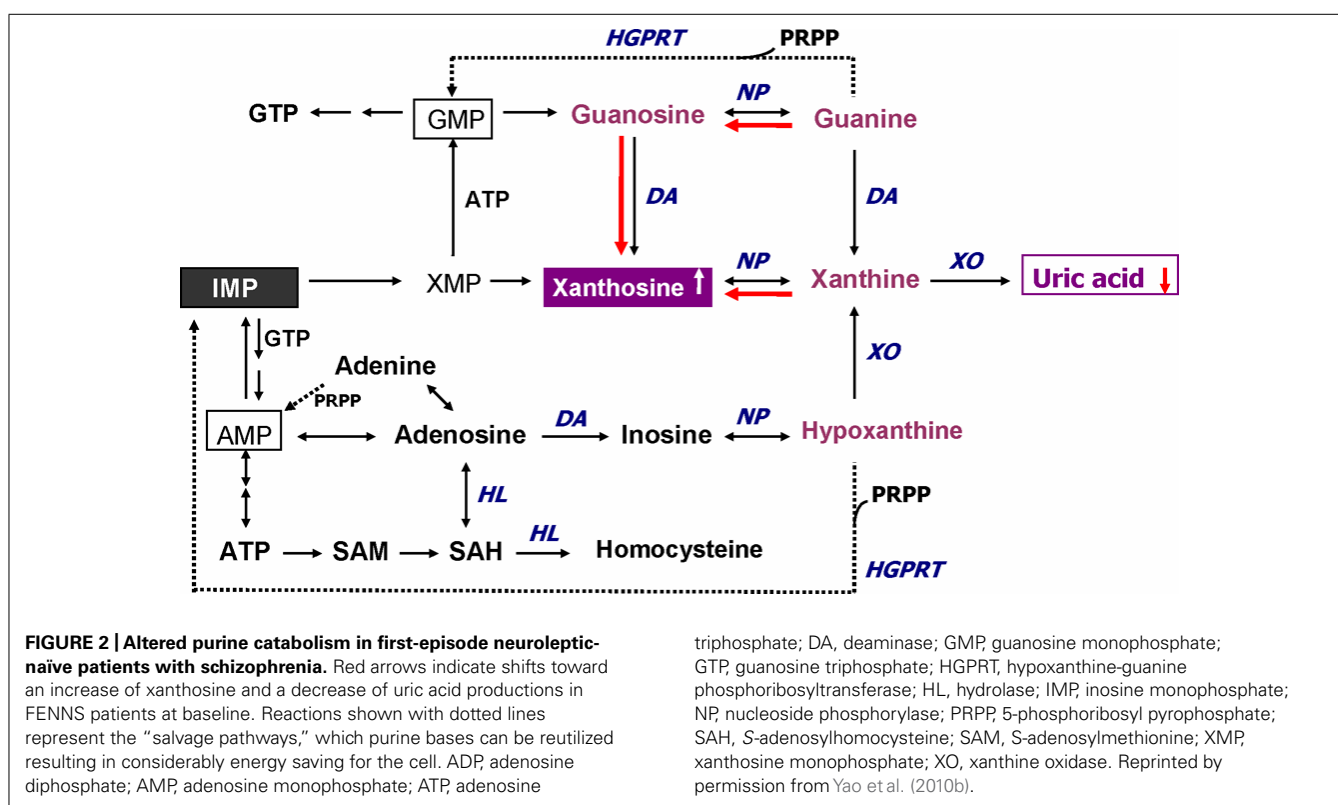 HGPRT PRPP
GTP GMP Guanosine NP Guanine
ATP DA DA
IMP XMP Xanthosine NP Xanthine XO Uric acid
GTP XO
Adenine
PRPP
AMP Adenosine DA Inosine NP Hypoxanthine
HL PRPP
ATP SAM SAH HL Homocysteine
HGPRT
FIGURE 2 | Altered purine catabolism in first-episode neuroleptic-
naïve patients with schizophrenia. Red arrows indicate shifts toward
an increase of xanthosine and a decrease of uric acid productions in
FENNS patients at baseline. Reactions shown with dotted lines
represent the “salvage pathways,” which purine bases can be reutilized
resulting in considerably energy saving for the cell. ADP, adenosine
diphosphate; AMP, adenosine monophosphate; ATP, adenosine
triphosphate; DA, deaminase; GMP, guanosine monophosphate;
GTP, guanosine triphosphate; HGPRT, hypoxanthine-guanine
phosphoribosyltransferase; HL, hydrolase; IMP, inosine monophosphate;
NP, nucleoside phosphorylase; PRPP, 5-phosphoribosyl pyrophosphate;
SAH, S-adenosylhomocysteine; SAM, S-adenosylmethionine; XMP,
xanthosine monophosphate; XO, xanthine oxidase. Reprinted by
permission from Yao et al. (2010b).